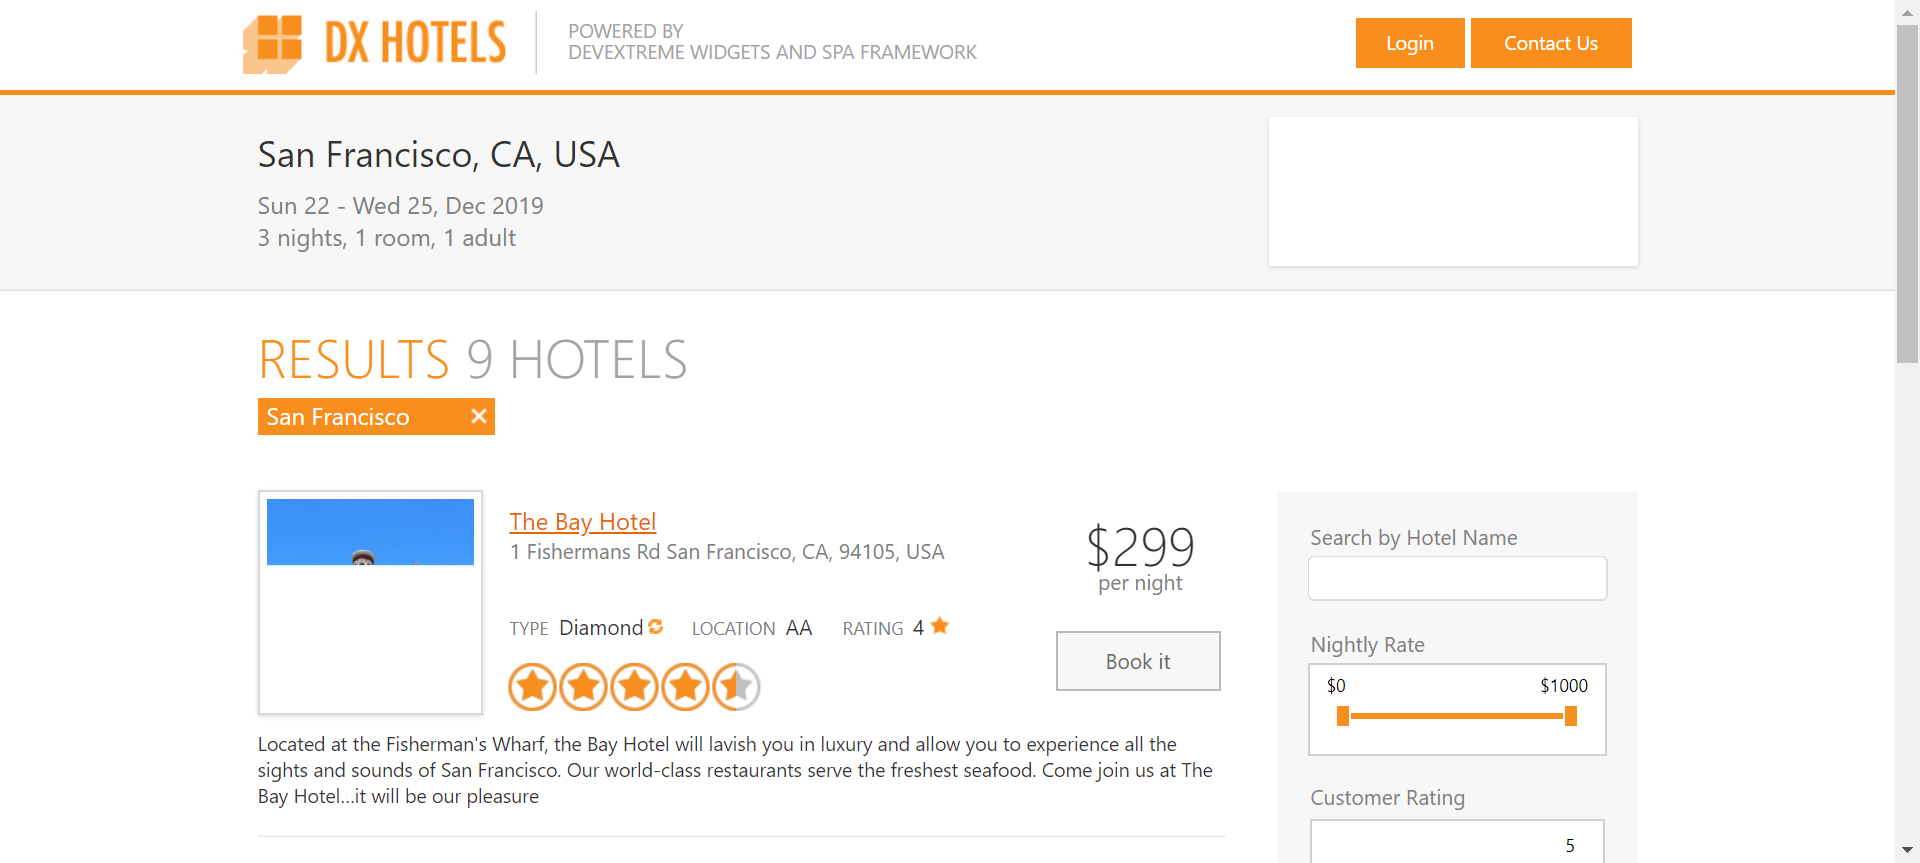 DX HOTELS
POWERED BY
DEVEXTREME WIDGETS AND SPA FRAMEWORK
Login
Contact Us
San Francisco, CA, USA
Sun 22 - Wed 25, Dec 2019
3 nights, 1 room, 1 adult
RESULTS 9 HOTELS
San Francisco
The Bay Hotel
1 Fishermans Rd San Francisco, CA, 94105, USA
TYPE Diamond LOCATION AA RATING 4
$299
per night
Book it
Located at the Fisherman's Wharf, the Bay Hotel will lavish you in luxury and allow you to experience all the
sights and sounds of San Francisco. Our world-class restaurants serve the freshest seafood. Come join us at The
Bay Hotel...it will be our pleasure
Search by Hotel Name
Nightly Rate
$0 $1000
Customer Rating
5